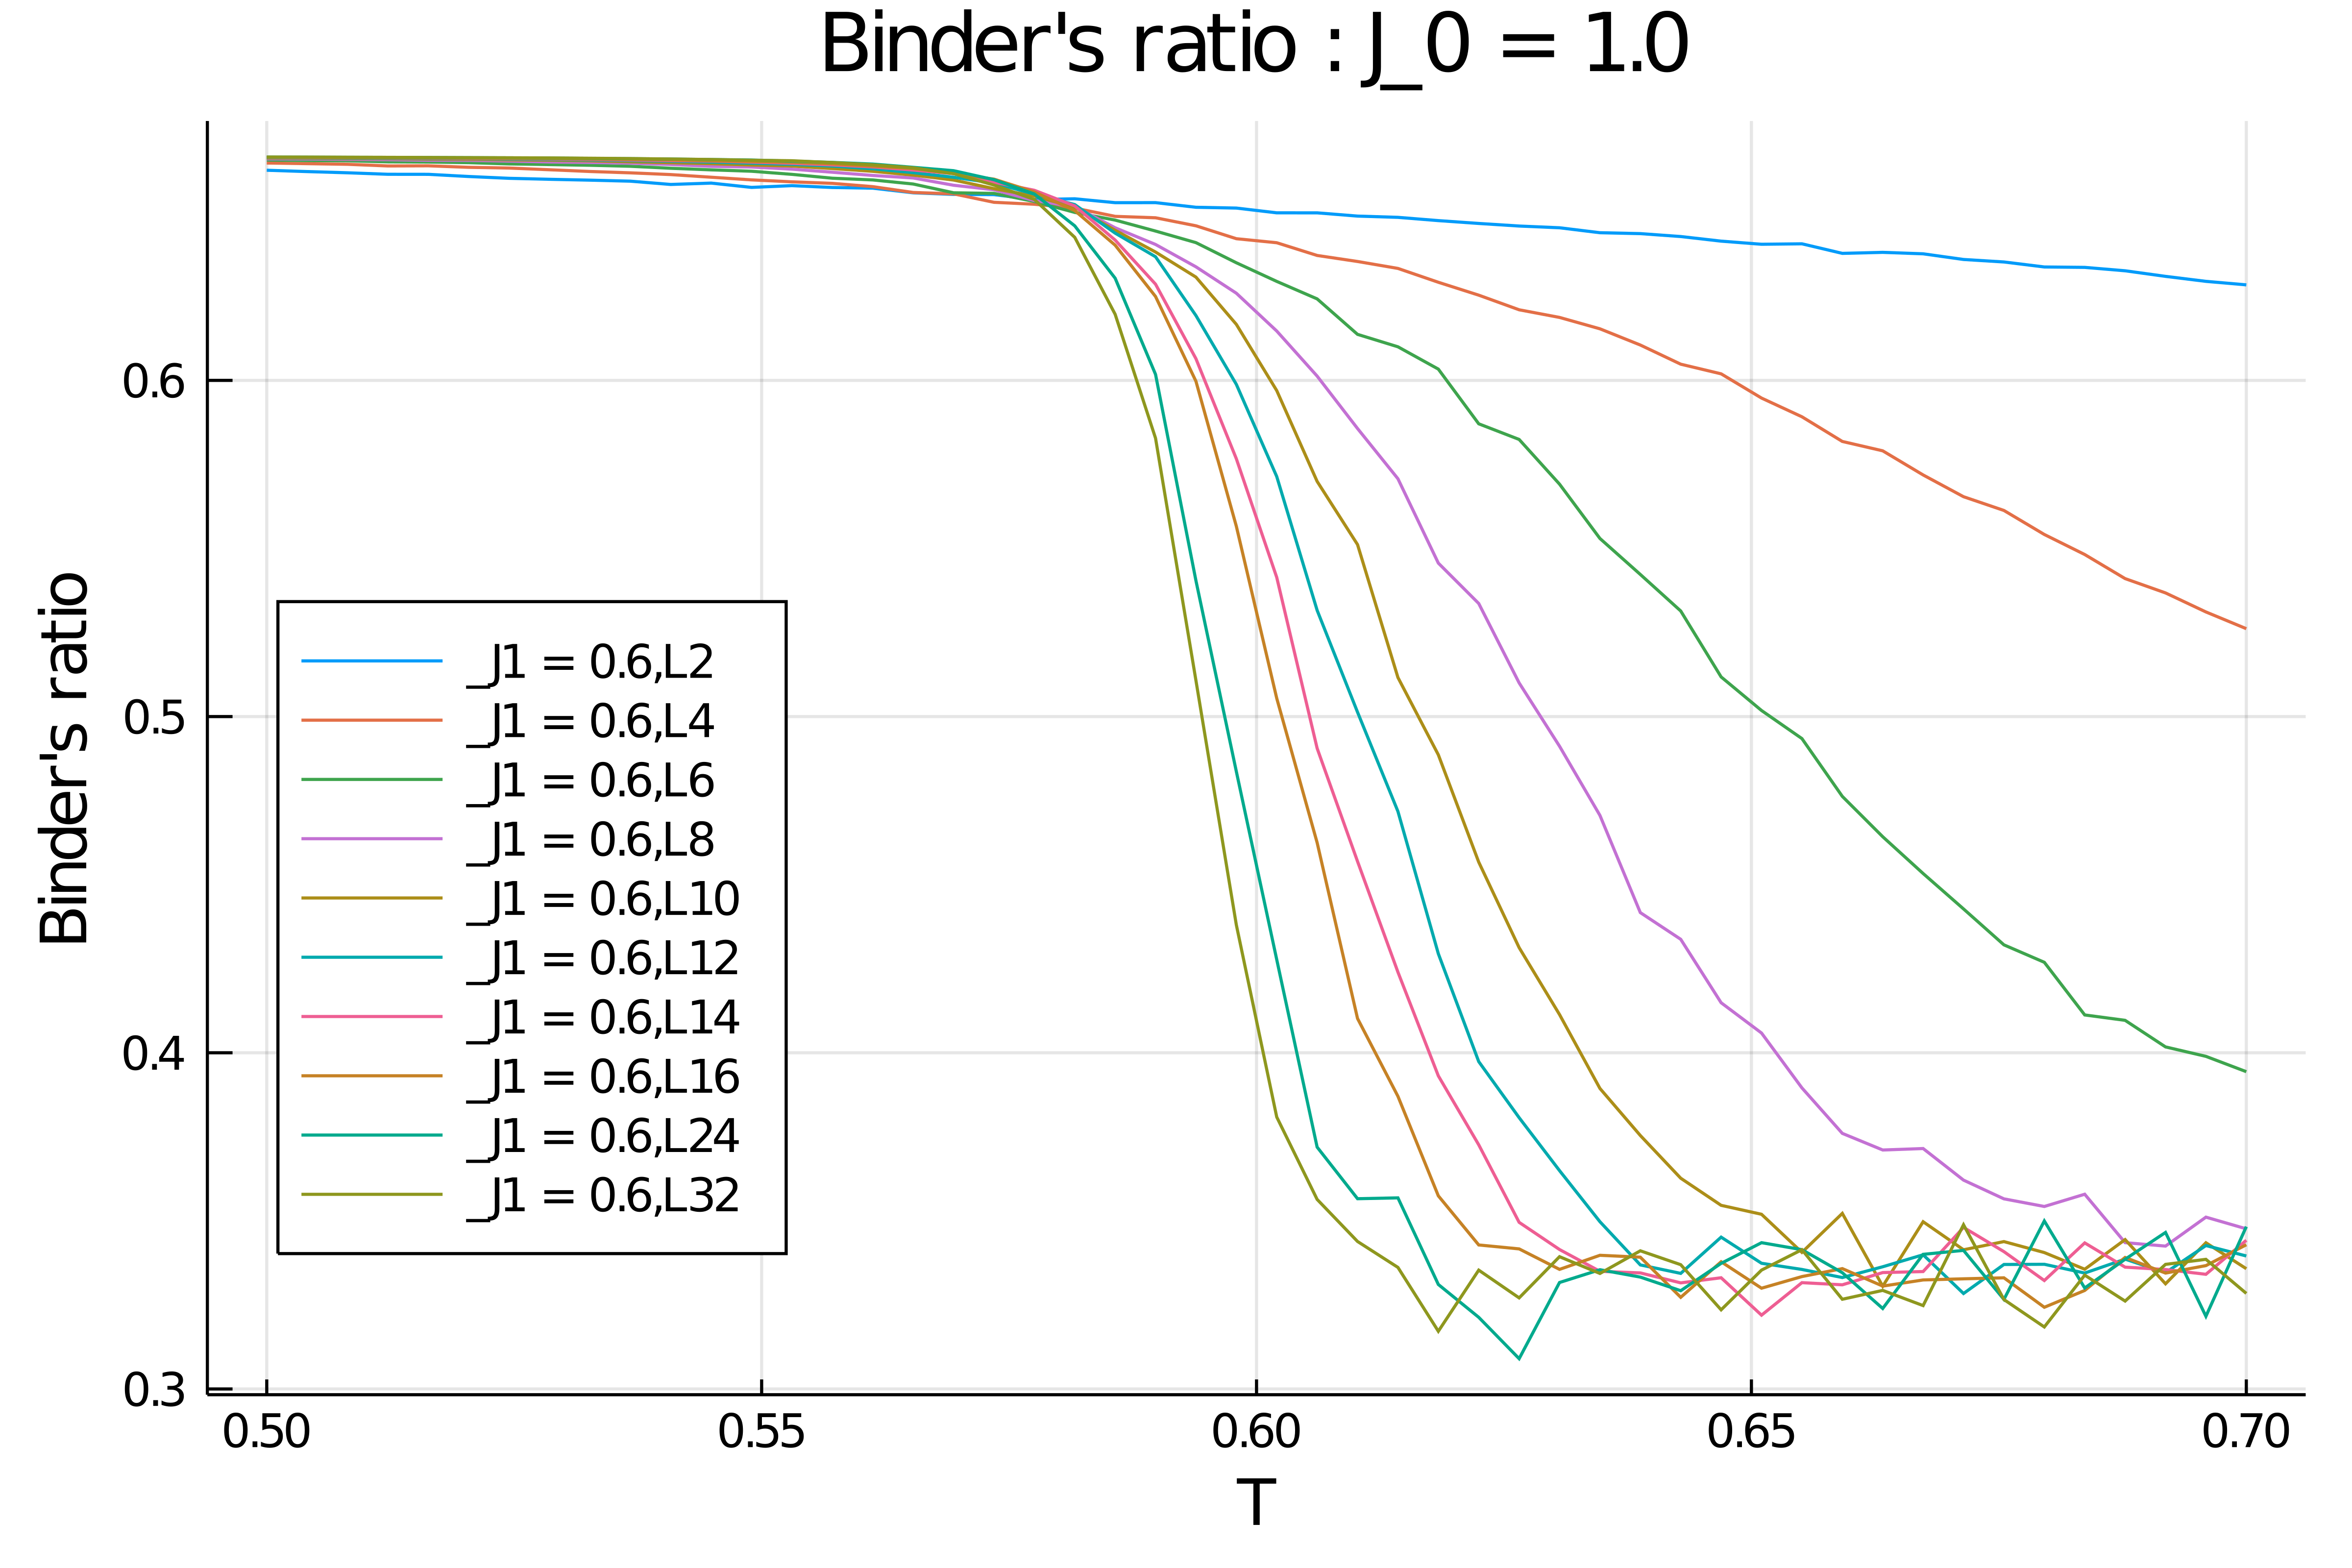 Binder's ratio : J_0 = 1.0
Binder's ratio
0.6
0.5
0.4
0.3
_J1 = 0.6,L2
_J1 = 0.6,L4
_J1 = 0.6,L6
_J1 = 0.6,L8
_J1 = 0.6,L10
_J1 = 0.6,L12
_J1 = 0.6,L14
_J1 = 0.6,L16
_J1 = 0.6,L24
_J1 = 0.6,L32
0.50 0.55 0.60 0.65 0.70
T